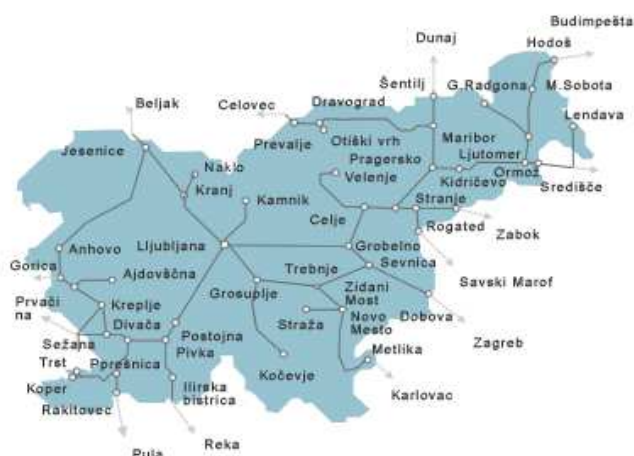 Budimpešta
Dunaj
Hodoš
Šentilj
G.Radgona
M.Sobota
Beljak
Celovec
Dravograd
Lendava
Jesenice
Prevalje
Otiški vrh
Maribor
Naklo
Pragersko
Ljutomer
Kranj
Velenje
Ormož
Kidričevo
Središče
Kamnik
Stranje
Celje
Rogated
Zabok
Anhovo
LIjubljana
Grobelno
Gorica
Ajdovščna
Trebnje
Sevnica
Savski Marof
Grosuplje
Zidani
Most
Prvači
na
Kreplje
Divača
Straža
Novo
Mesto
Dobova
Postojna
Sežana
Pivka
Zagreb
Trst
Pprešnica
Metlika
Kočevje
Koper
Ilirska
bistrica
Karlovac
Rakitovec
Reka
Pula